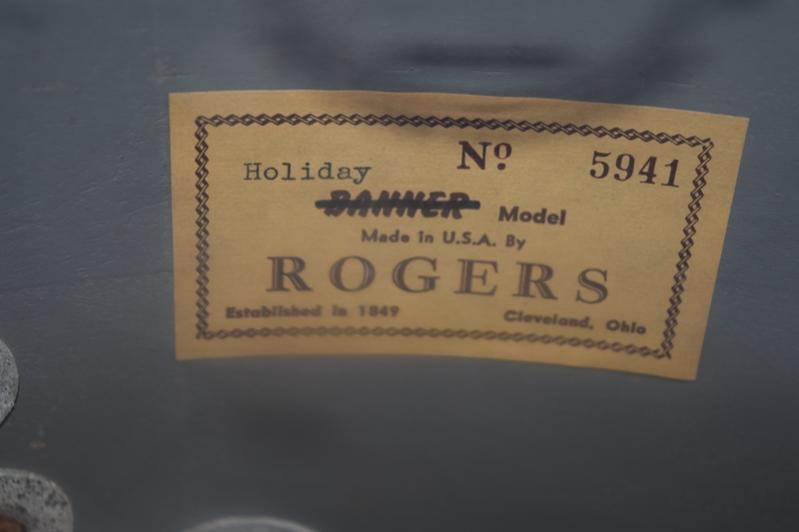 Nº 5941
Holiday
BANNER Model
Made in U.S.A. By
ROGERS
Established in 1849 Cleveland, Ohio